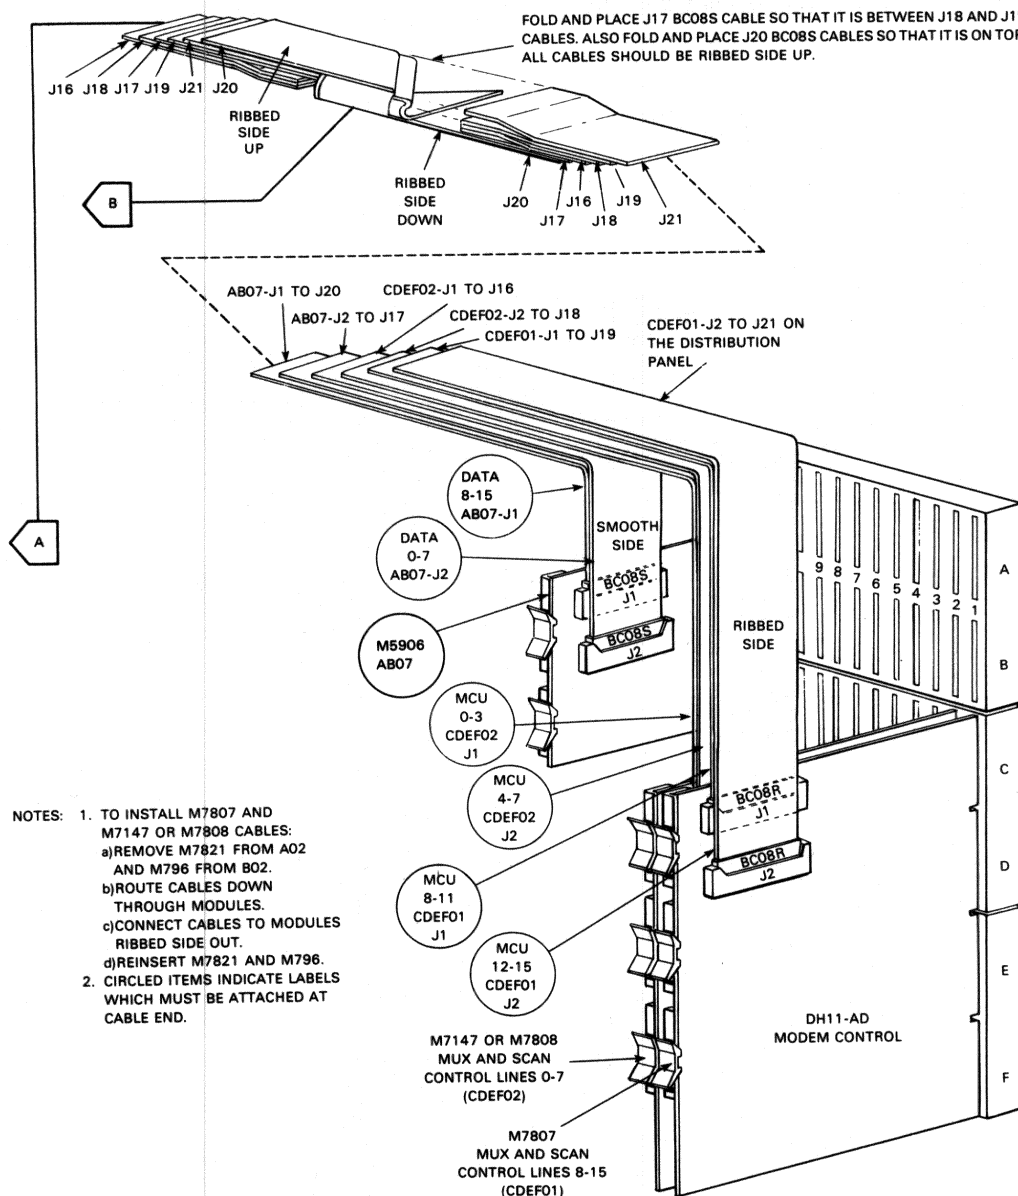 FOLD AND PLACE J17 BC08S CABLE SO THAT IT IS BETWEEN J18 AND J1
CABLES. ALSO FOLD AND PLACE J20 BC08S CABLES SO THAT IT IS ON TOP
ALL CABLES SHOULD BE RIBBED SIDE UP.
J16 J18 J17 J19 J21 J20
RIBBED
SIDE
UP
RIBBED
SIDE
DOWN
J20
J17
J16
J18
J19
J21
B
AB07-J1 TO J20
CDEF02-J1 TO J16
AB07-J2 TO J17
CDEF02-J2 TO J18
CDEF01-J1 TO J19
CDEF01-J2 TO J21 ON
THE DISTRIBUTION
PANEL
A
DATA
8-15
AB07-J1
DATA
0-7
AB07-J2
M5906
AB07
SMOOTH
SIDE
BC08S
J1
BC08S
J2
RIBBED
SIDE
9 8 7 6 5 4 3 2 1
A
B
C
D
E
F
MCU
0-3
CDEF02
J1
MCU
4-7
CDEF02
J2
MCU
8-11
CDEF01
J1
MCU
12-15
CDEF01
J2
BC08R
J1
BC08R
J2
NOTES: 1. TO INSTALL M7807 AND
M7147 OR M7808 CABLES:
a)REMOVE M7821 FROM A02
AND M796 FROM B02.
b)ROUTE CABLES DOWN
THROUGH MODULES.
c)CONNECT CABLES TO MODULES
RIBBED SIDE OUT.
d)REINSERT M7821 AND M796.
2. CIRCLED ITEMS INDICATE LABELS
WHICH MUST BE ATTACHED AT
CABLE END.
DH11-AD
MODEM CONTROL
M7147 OR M7808
MUX AND SCAN
CONTROL LINES 0-7
(CDEF02)
M7807
MUX AND SCAN
CONTROL LINES 8-15
(CDEF01)